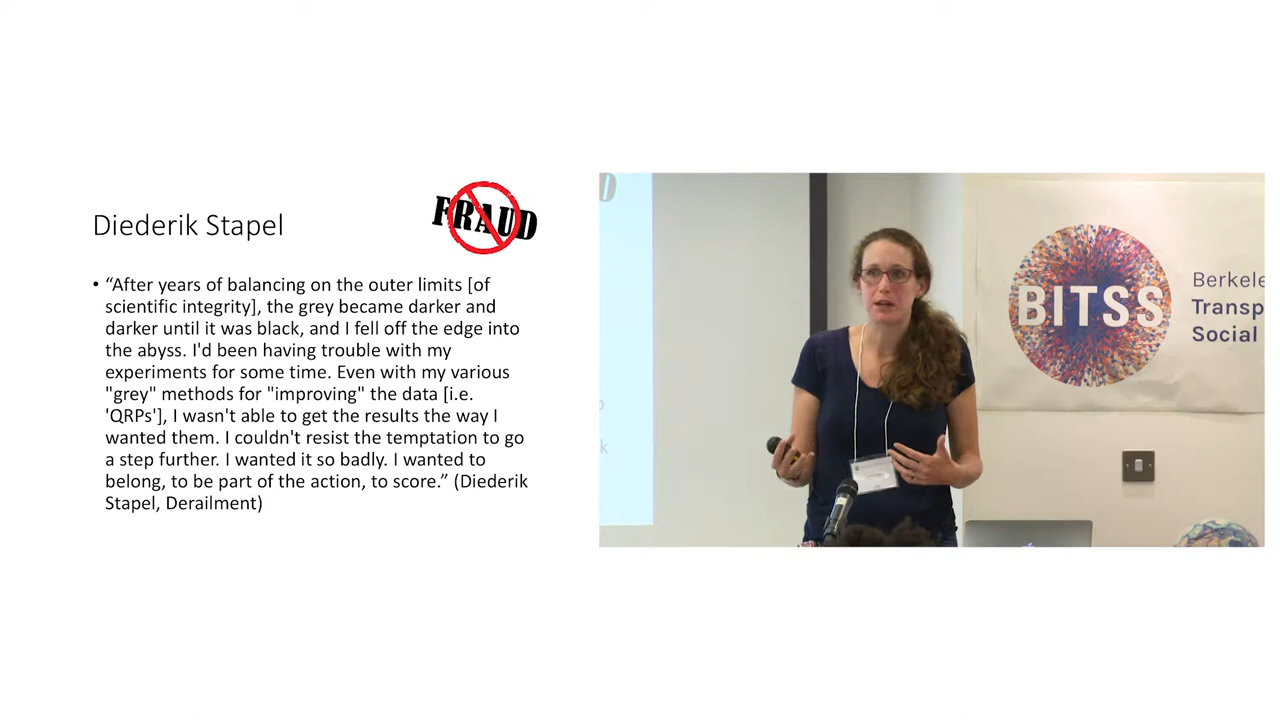 FRAUD
Diederik Stapel
• “After years of balancing on the outer limits [of
scientific integrity], the grey became darker and
darker until it was black, and I fell off the edge into
the abyss. I'd been having trouble with my
experiments for some time. Even with my various
"grey" methods for "improving" the data [i.e.
'QRPs'], I wasn't able to get the results the way I
wanted them. I couldn't resist the temptation to go
a step further. I wanted it so badly. I wanted to
belong, to be part of the action, to score.” (Diederik
Stapel, Derailment)
D
k
BITSS
Berkele
Transp
Social